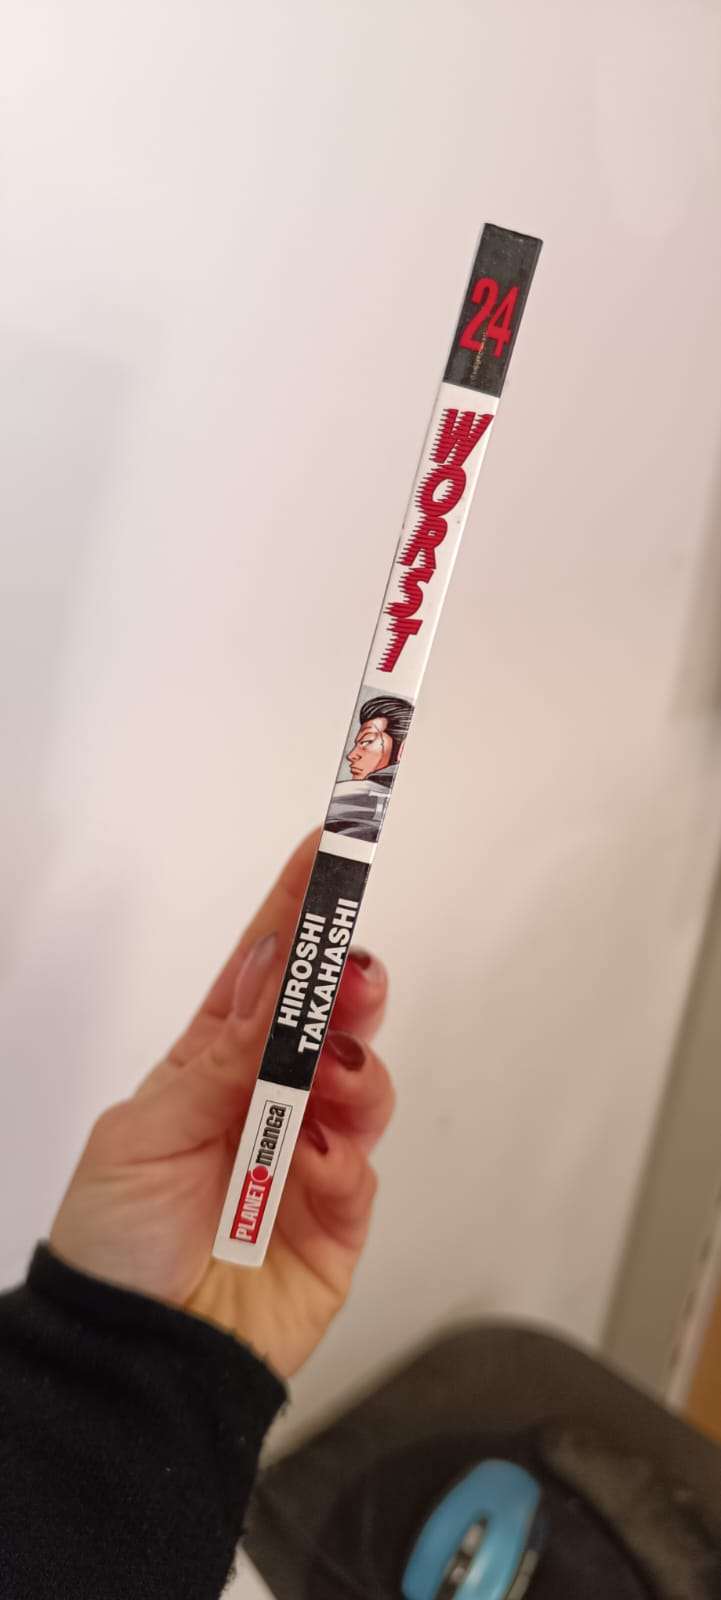 24
WORST
HIROSHI
TAKAHASHI
PLANET manga